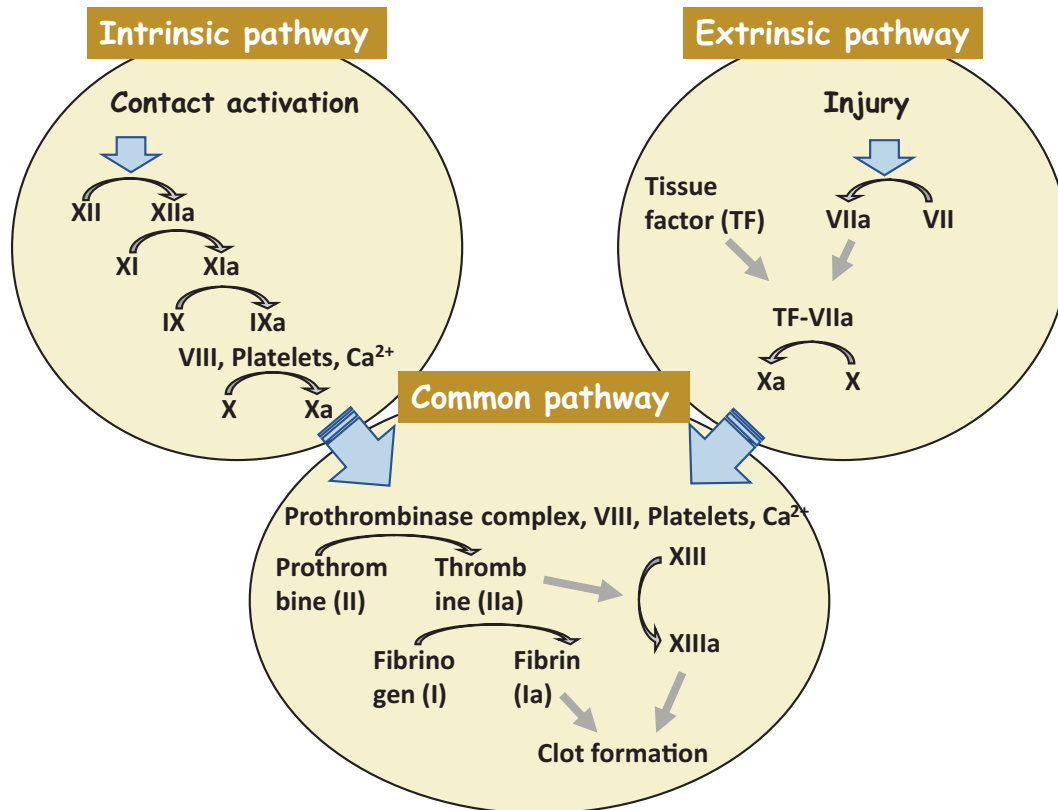 Intrinsic pathway
Contact activation
XII
XIIa
XI
XIa
IX
IXa
VIII, Platelets, Ca²⁺
X
Xa
Extrinsic pathway
Injury
Tissue
factor (TF)
VIIa
VII
TF-VIIa
Xa
X
Common pathway
Prothrombinase complex, VIII, Platelets, Ca²⁺
Prothrom
bine (II)
Thromb
ine (IIa)
XIII
XIIIa
Fibrino
gen (I)
Fibrin
(Ia)
Clot formation